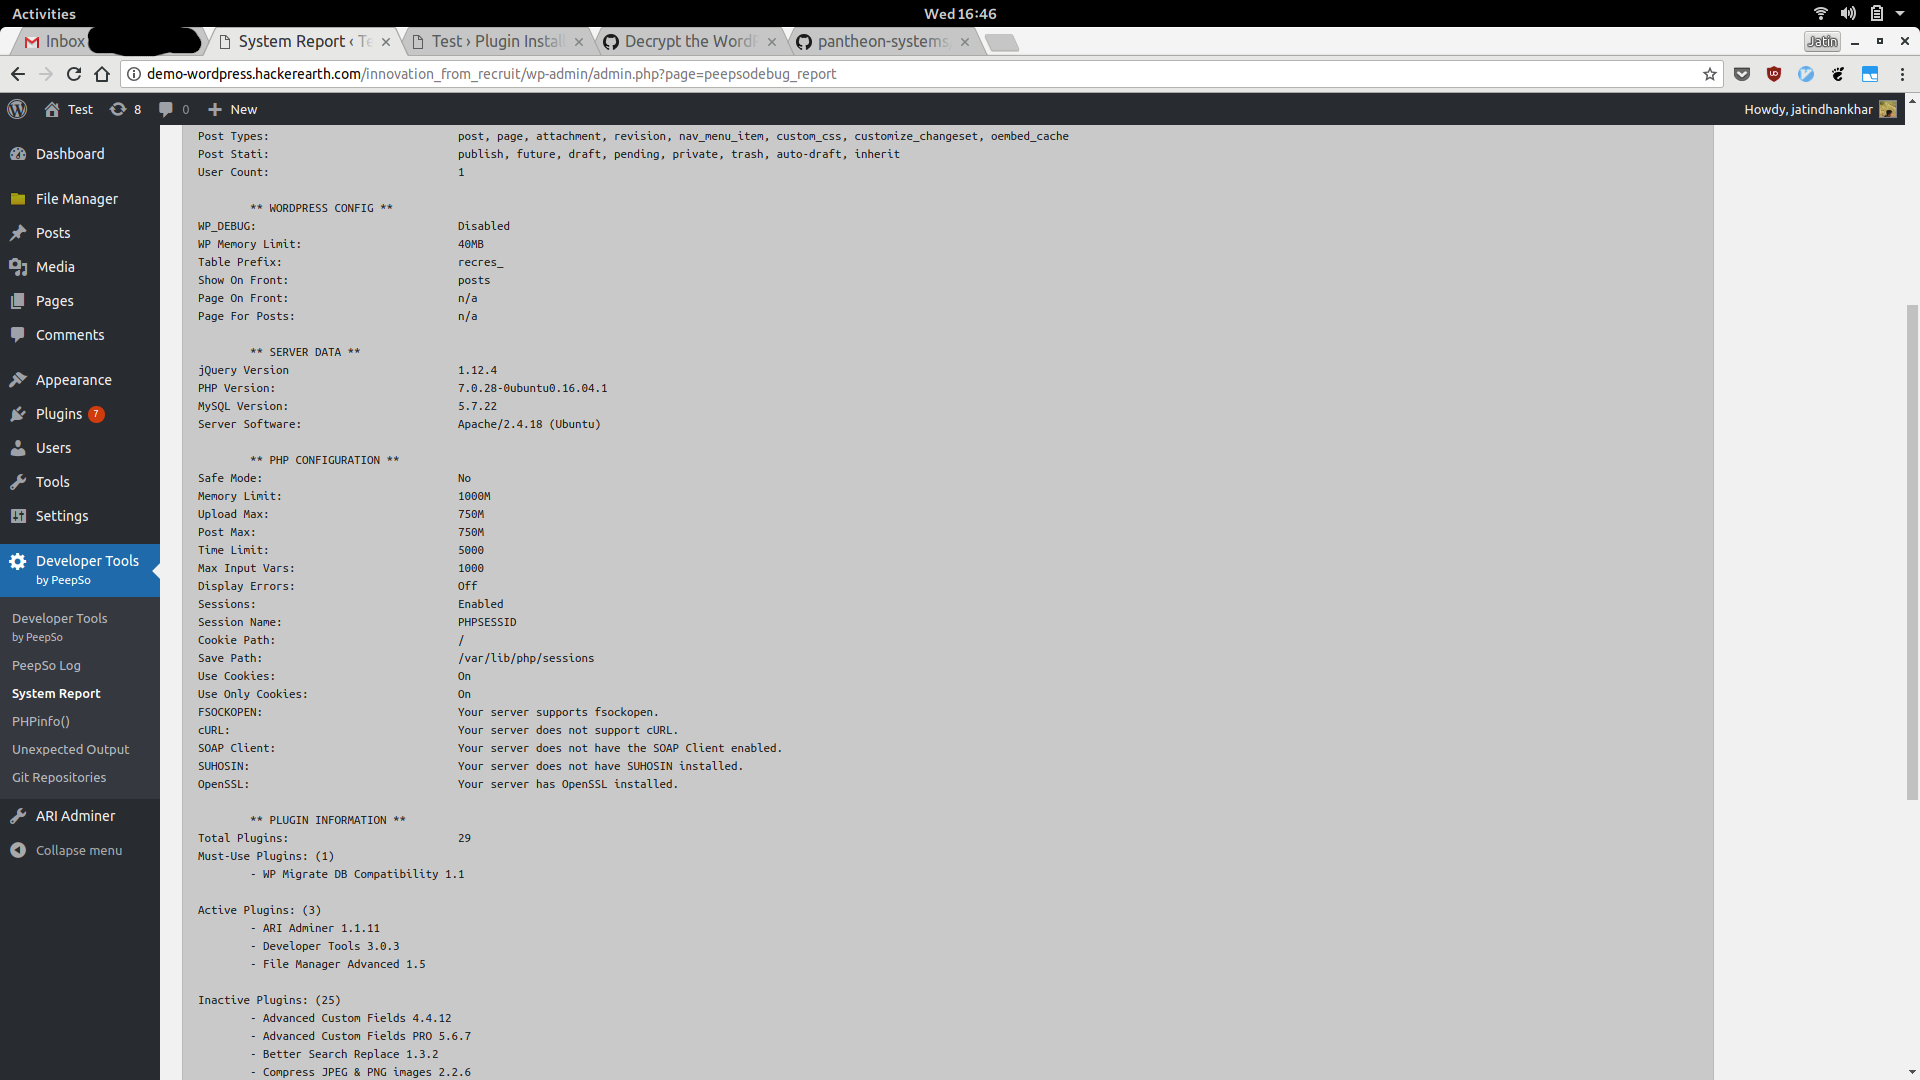 Activities
Wed 16:46
Inbox
System Report ‹ Te
Test › Plugin Instal
Decrypt the WordP
pantheon-systems
Jatin
demo-wordpress.hackerearth.com/innovation_from_recruit/wp-admin/admin.php?page=peepsodebug_report
Test
8
0
New
Howdy, jatindhankhar
Dashboard
File Manager
Posts
Media
Pages
Comments
Appearance
Plugins 7
Users
Tools
Settings
Developer Tools
by PeepSo
Developer Tools
by PeepSo
PeepSo Log
System Report
PHPinfo()
Unexpected Output
Git Repositories
ARI Adminer
Collapse menu
Post Types: post, page, attachment, revision, nav_menu_item, custom_css, customize_changeset, oembed_cache
Post Stati: publish, future, draft, pending, private, trash, auto-draft, inherit
User Count: 1
** WORDPRESS CONFIG **
WP_DEBUG: Disabled
WP Memory Limit: 40MB
Table Prefix: recres_
Show On Front: posts
Page On Front: n/a
Page For Posts: n/a
** SERVER DATA **
jQuery Version 1.12.4
PHP Version: 7.0.28-0ubuntu0.16.04.1
MySQL Version: 5.7.22
Server Software: Apache/2.4.18 (Ubuntu)
** PHP CONFIGURATION **
Safe Mode: No
Memory Limit: 1000M
Upload Max: 750M
Post Max: 750M
Time Limit: 5000
Max Input Vars: 1000
Display Errors: Off
Sessions: Enabled
Session Name: PHPSESSID
Cookie Path: /
Save Path: /var/lib/php/sessions
Use Cookies: On
Use Only Cookies: On
FSOCKOPEN: Your server supports fsockopen.
cURL: Your server does not support cURL.
SOAP Client: Your server does not have the SOAP Client enabled.
SUHOSIN: Your server does not have SUHOSIN installed.
OpenSSL: Your server has OpenSSL installed.
** PLUGIN INFORMATION **
Total Plugins: 29
Must-Use Plugins: (1)
- WP Migrate DB Compatibility 1.1
Active Plugins: (3)
- ARI Adminer 1.1.11
- Developer Tools 3.0.3
- File Manager Advanced 1.5
Inactive Plugins: (25)
- Advanced Custom Fields 4.4.12
- Advanced Custom Fields PRO 5.6.7
- Better Search Replace 1.3.2
- Compress JPEG & PNG images 2.2.6